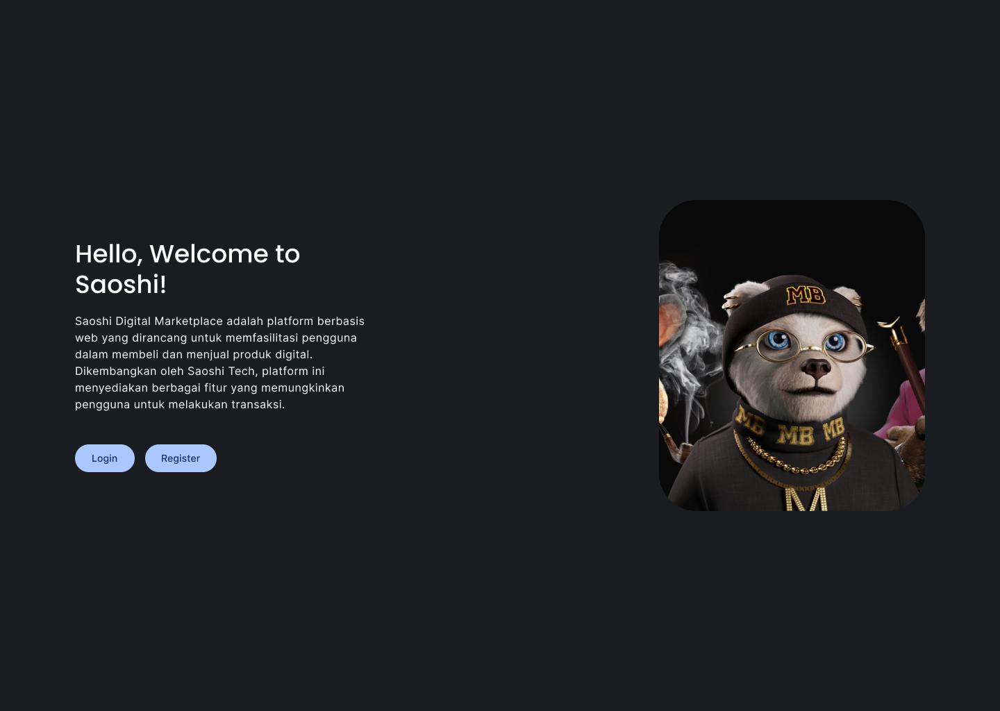 Hello, Welcome to
Saoshi!
Saoshi Digital Marketplace adalah platform berbasis
web yang dirancang untuk memfasilitasi pengguna
dalam membeli dan menjual produk digital.
Dikembangkan oleh Saoshi Tech, platform ini
menyediakan berbagai fitur yang memungkinkan
pengguna untuk melakukan transaksi.
Login
Register
MB
MB MB MB
M